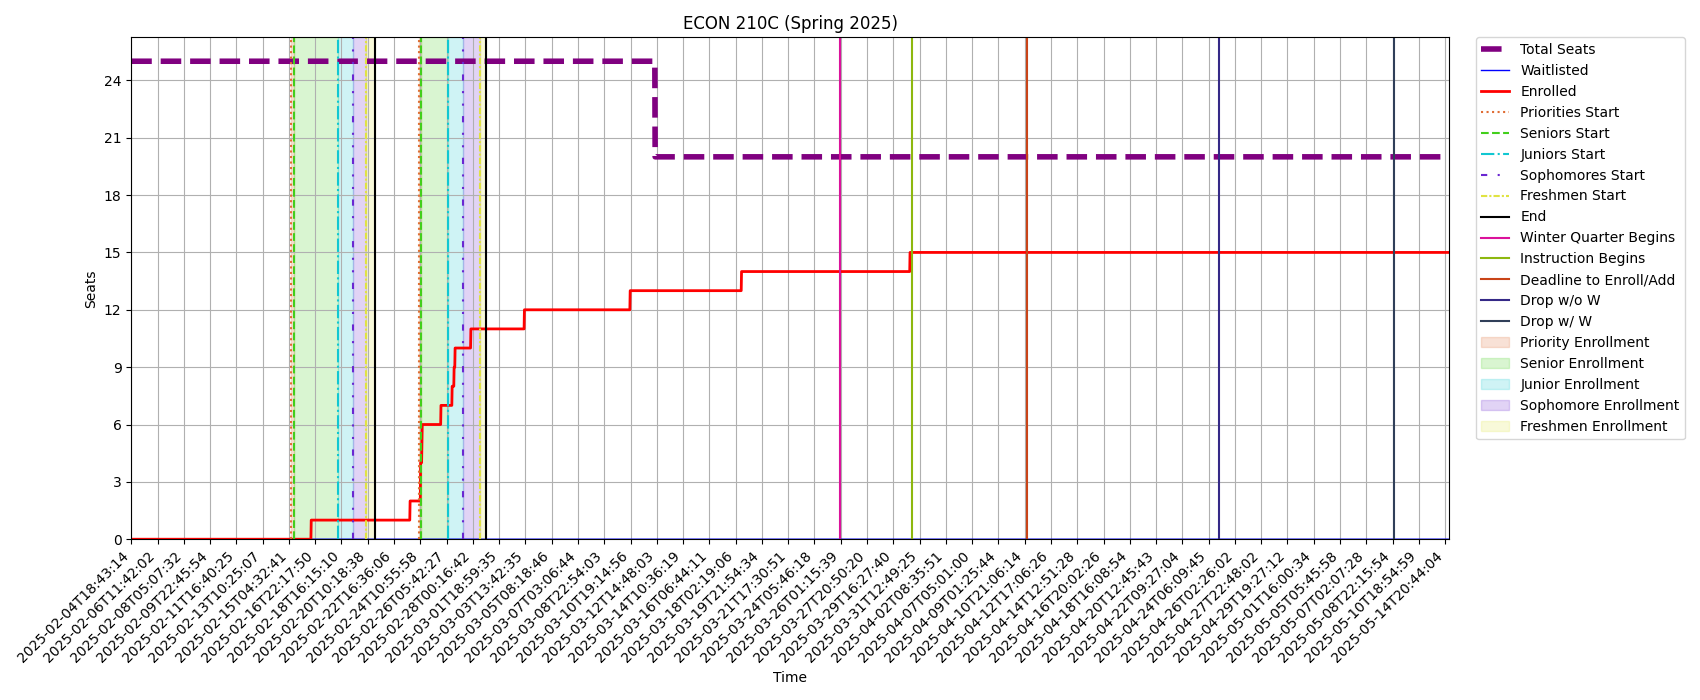 ECON 210C (Spring 2025)
Seats
24
21
18
15
12
9
6
3
0
2025-02-04T18:43:14
2025-02-06T11:42:02
2025-02-08T05:07:32
2025-02-09T22:45:54
2025-02-11T16:40:25
2025-02-13T10:25:07
2025-02-15T04:32:41
2025-02-16T22:17:50
2025-02-18T16:15:10
2025-02-20T10:18:38
2025-02-22T16:36:06
2025-02-24T10:55:58
2025-02-26T05:42:27
2025-02-28T00:16:42
2025-03-01T18:59:35
2025-03-03T13:42:35
2025-03-05T08:18:46
2025-03-07T03:06:44
2025-03-08T22:54:03
2025-03-10T19:14:56
2025-03-12T14:48:03
2025-03-14T10:36:19
2025-03-16T06:44:11
2025-03-18T02:19:06
2025-03-19T21:54:34
2025-03-21T17:30:51
2025-03-24T05:46:18
2025-03-26T01:15:39
2025-03-27T20:50:20
2025-03-29T16:27:40
2025-03-31T12:49:25
2025-04-02T08:35:51
2025-04-07T05:01:00
2025-04-09T01:25:44
2025-04-10T21:06:14
2025-04-12T17:06:26
2025-04-14T12:51:28
2025-04-16T20:02:26
2025-04-18T16:08:54
2025-04-20T12:45:43
2025-04-22T09:27:04
2025-04-24T06:09:45
2025-04-26T02:26:02
2025-04-27T22:48:02
2025-04-29T19:27:12
2025-05-01T16:00:34
2025-05-03T05:45:58
2025-05-07T02:07:28
2025-05-08T22:15:54
2025-05-10T18:54:59
2025-05-14T20:44:04
Time
Total Seats
Waitlisted
Enrolled
Priorities Start
Seniors Start
Juniors Start
Sophomores Start
Freshmen Start
End
Winter Quarter Begins
Instruction Begins
Deadline to Enroll/Add
Drop w/o W
Drop w/ W
Priority Enrollment
Senior Enrollment
Junior Enrollment
Sophomore Enrollment
Freshmen Enrollment